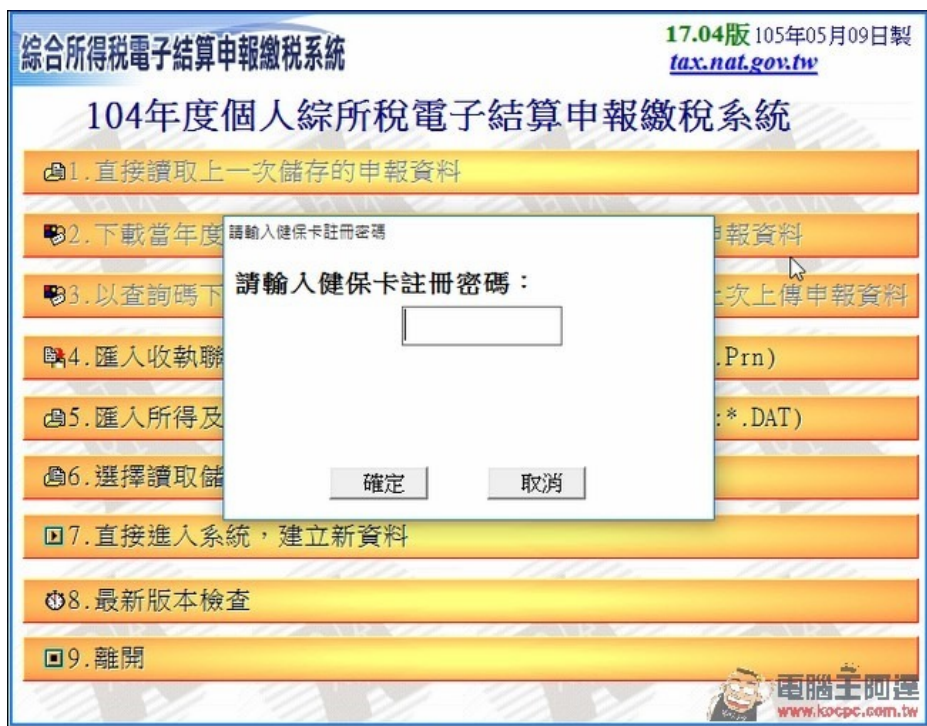 綜合所得稅電子結算申報繳稅系統
17.04版 105年05月09日製
tax.nat.gov.tw
104年度個人綜所稅電子結算申報繳稅系統
1.直接讀取上一次儲存的申報資料
2.下載當年度 申報資料
3.以查詢碼下 上次上傳申報資料
4.匯入收執聯 .Prn)
5.匯入所得及 :*.DAT)
6.選擇讀取儲
7.直接進入系統，建立新資料
8.最新版本檢查
9.離開
請輸入健保卡註冊密碼
請輸入健保卡註冊密碼：
確定 取消
電腦王阿達
www.kocpc.com.tw